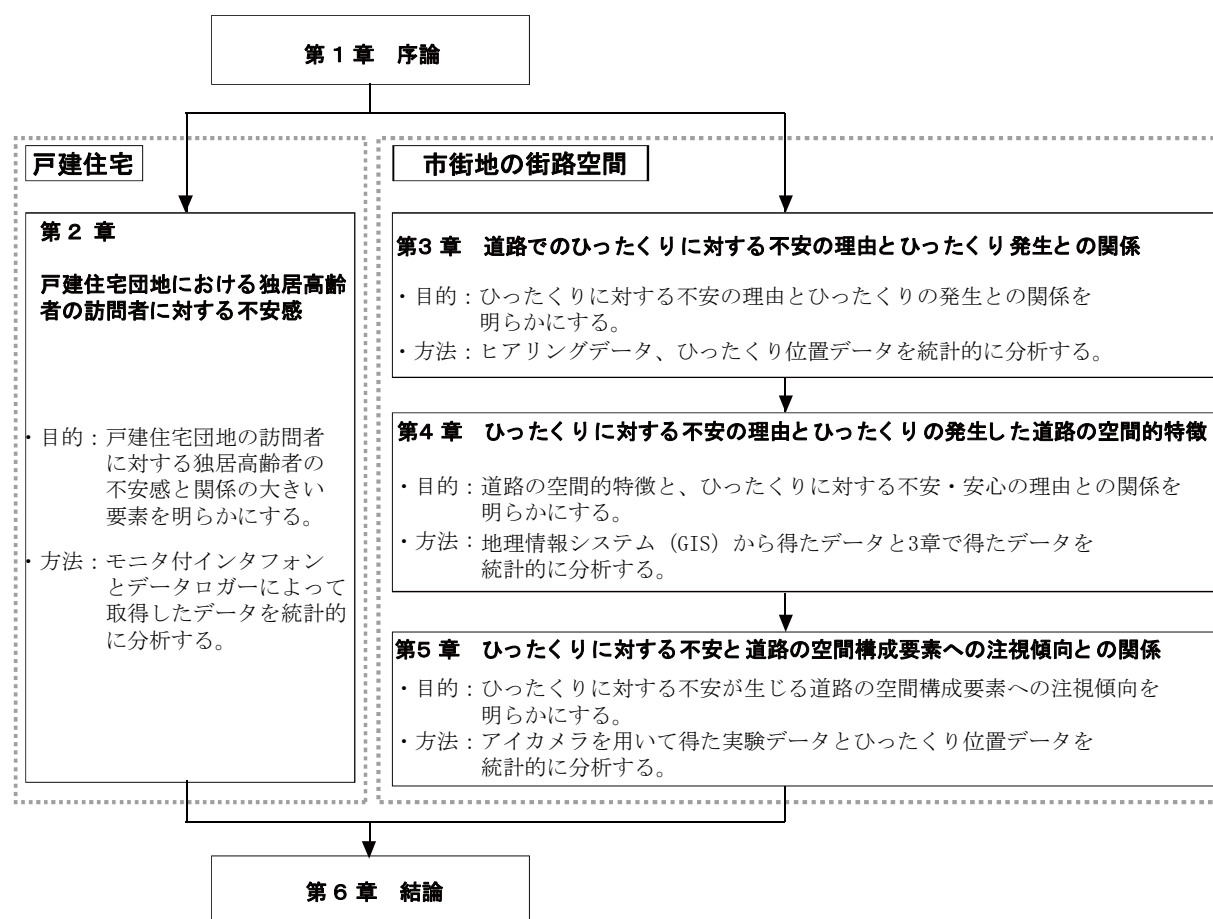 第１章　序論
戸建住宅
第２章
戸建住宅団地における独居高齢
者の訪問者に対する不安感
・目的：戸建住宅団地の訪問者
に対する独居高齢者の
不安感と関係の大きい
要素を明らかにする。
・方法：モニタ付インタフォン
とデータロガーによって
取得したデータを統計的
に分析する。
市街地の街路空間
第3章　道路でのひったくりに対する不安の理由とひったくり発生との関係
・目的：ひったくりに対する不安の理由とひったくりの発生との関係を
明らかにする。
・方法：ヒアリングデータ、ひったくり位置データを統計的に分析する。
第4章　ひったくりに対する不安の理由とひったくりの発生した道路の空間的特徴
・目的：道路の空間的特徴と、ひったくりに対する不安・安心の理由との関係を
明らかにする。
・方法：地理情報システム（GIS）から得たデータと3章で得たデータを
統計的に分析する。
第5章　ひったくりに対する不安と道路の空間構成要素への注視傾向との関係
・目的：ひったくりに対する不安が生じる道路の空間構成要素への注視傾向を
明らかにする。
・方法：アイカメラを用いて得た実験データとひったくり位置データを
統計的に分析する。
第６章　結論